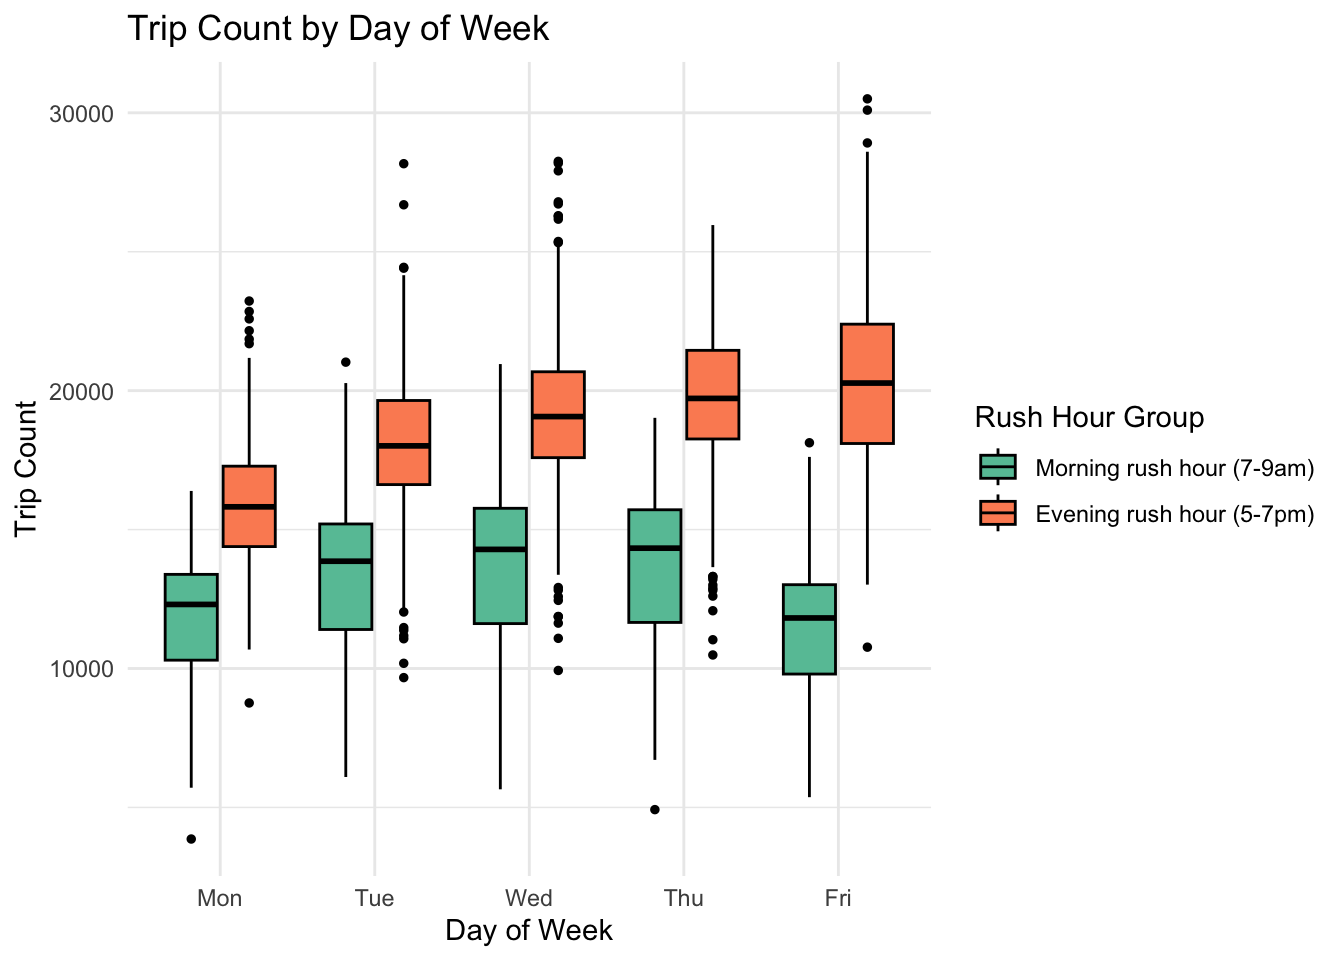 Trip Count by Day of Week
30000
20000
10000
Trip Count
Mon Tue Wed Thu Fri
Day of Week
Rush Hour Group
Morning rush hour (7-9am)
Evening rush hour (5-7pm)